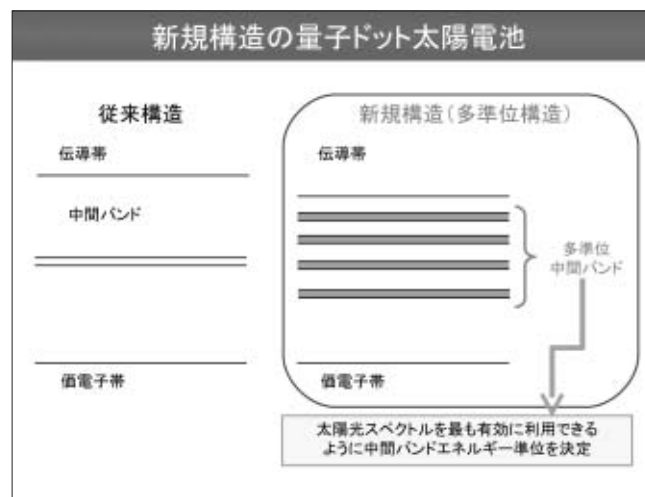 新規構造の量子ドット太陽電池
従来構造
伝導帯
中間バンド
価電子帯
新規構造(多準位構造)
伝導帯
多準位
中間バンド
価電子帯
太陽光スペクトルを最も有効に利用できる
ように中間バンドエネルギー準位を決定